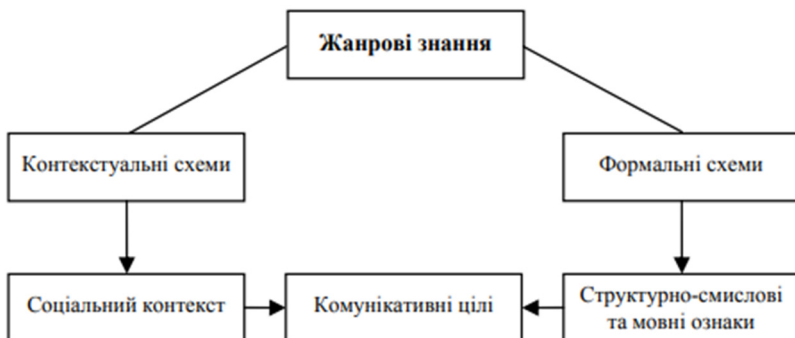 Жанрові знання
Контекстуальні схеми
Формальні схеми
Соціальний контекст
Комунікативні цілі
Структурно-смислові
та мовні ознаки